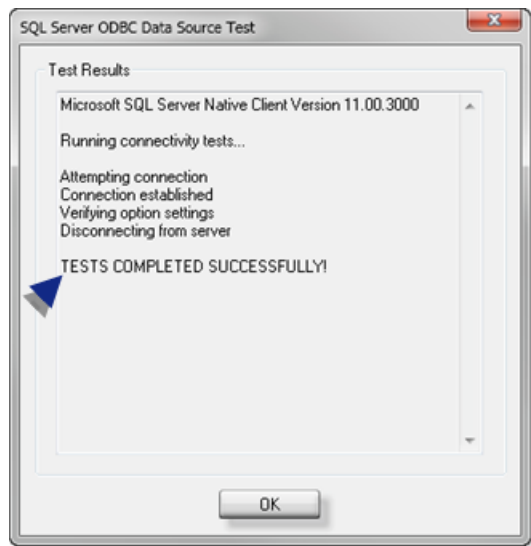 SQL Server ODBC Data Source Test
Test Results
Microsoft SQL Server Native Client Version 11.00.3000
Running connectivity tests...
Attempting connection
Connection established
Verifying option settings
Disconnecting from server
TESTS COMPLETED SUCCESSFULLY!
OK